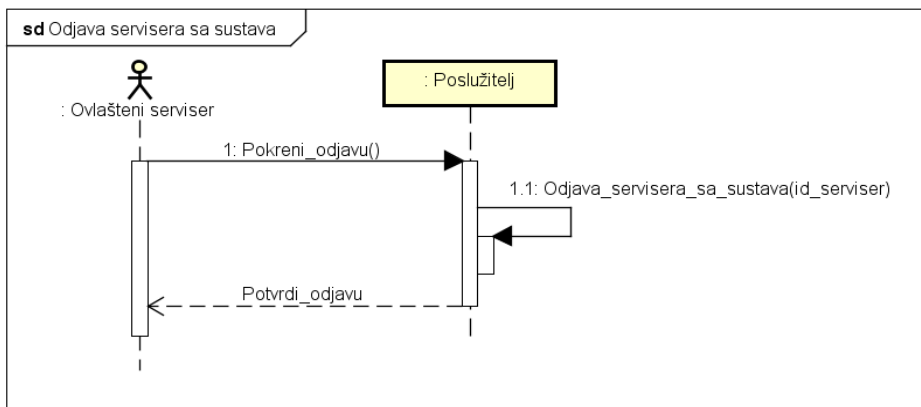 sd Odjava servisera sa sustava
: Ovlašteni serviser
: Poslužitelj
1: Pokreni_odjavu()
1.1: Odjava_servisera_sa_sustava(id_serviser)
Potvrdi_odjavu